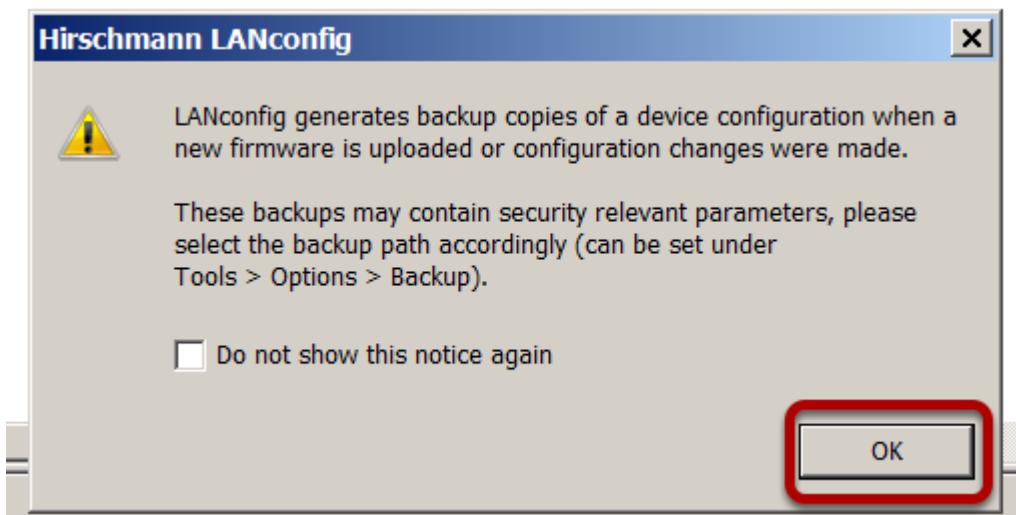 Hirschmann LANconfig
LANconfig generates backup copies of a device configuration when a
new firmware is uploaded or configuration changes were made.
These backups may contain security relevant parameters, please
select the backup path accordingly (can be set under
Tools > Options > Backup).
Do not show this notice again
OK